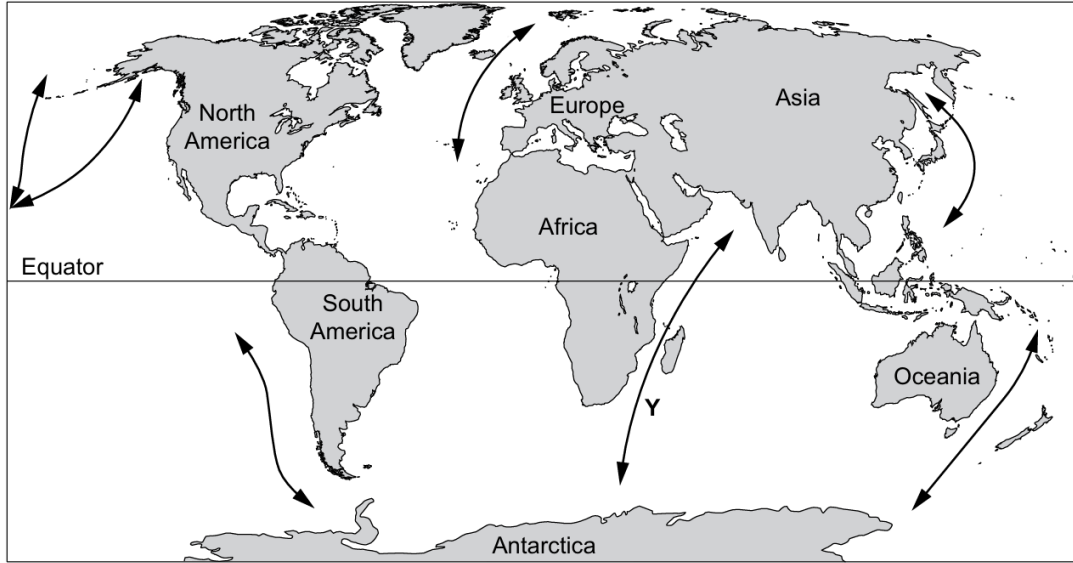 North
America
Europe
Asia
Africa
Equator
South
America
Oceania
Y
Antarctica